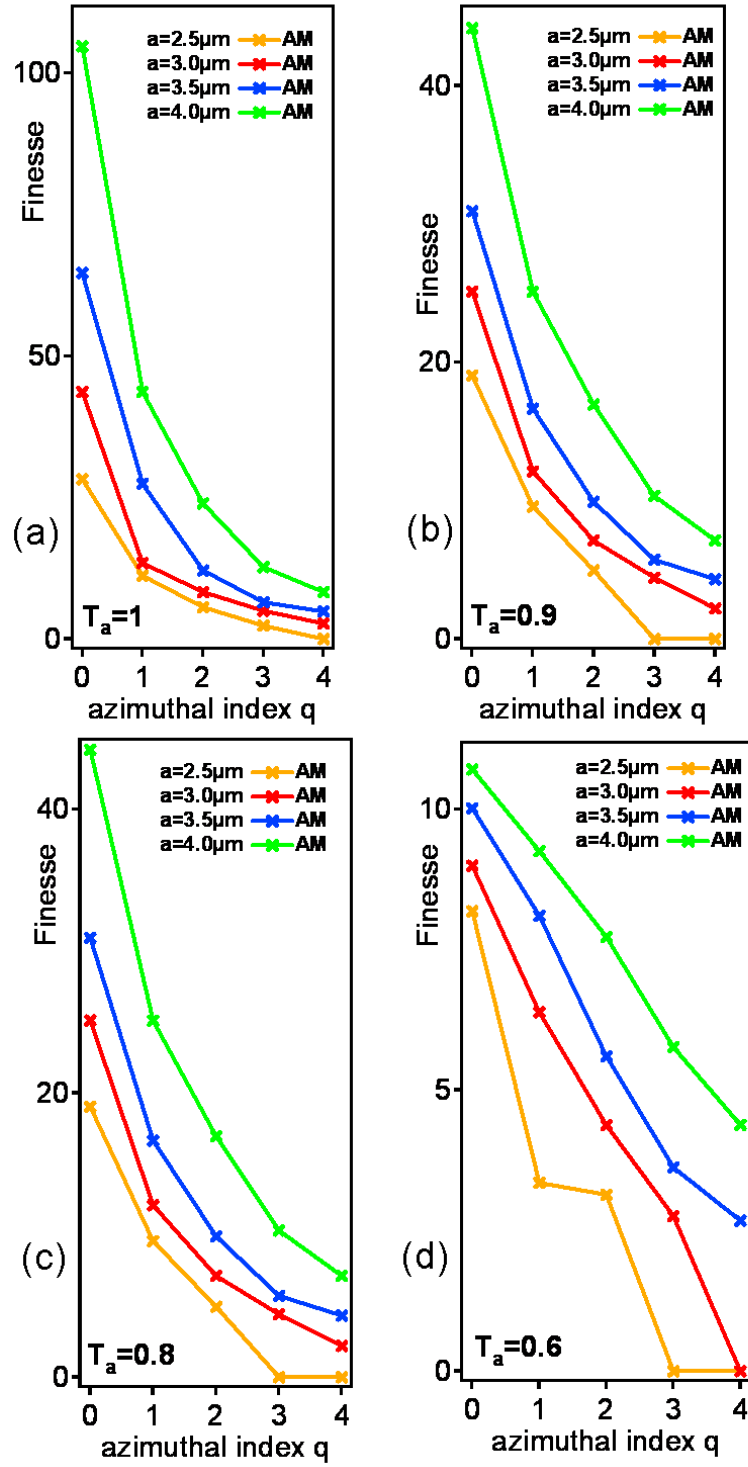 a=2.5µm AM
a=3.0µm AM
a=3.5µm AM
a=4.0µm AM
100
50
0
Finesse
(a)
Tₐ=1
0 1 2 3 4
azimuthal index q
a=2.5µm AM
a=3.0µm AM
a=3.5µm AM
a=4.0µm AM
40
20
0
Finesse
(b)
Tₐ=0.9
0 1 2 3 4
azimuthal index q
a=2.5µm AM
a=3.0µm AM
a=3.5µm AM
a=4.0µm AM
40
20
0
Finesse
(c)
Tₐ=0.8
0 1 2 3 4
azimuthal index q
a=2.5µm AM
a=3.0µm AM
a=3.5µm AM
a=4.0µm AM
10
5
0
Finesse
(d)
Tₐ=0.6
0 1 2 3 4
azimuthal index q